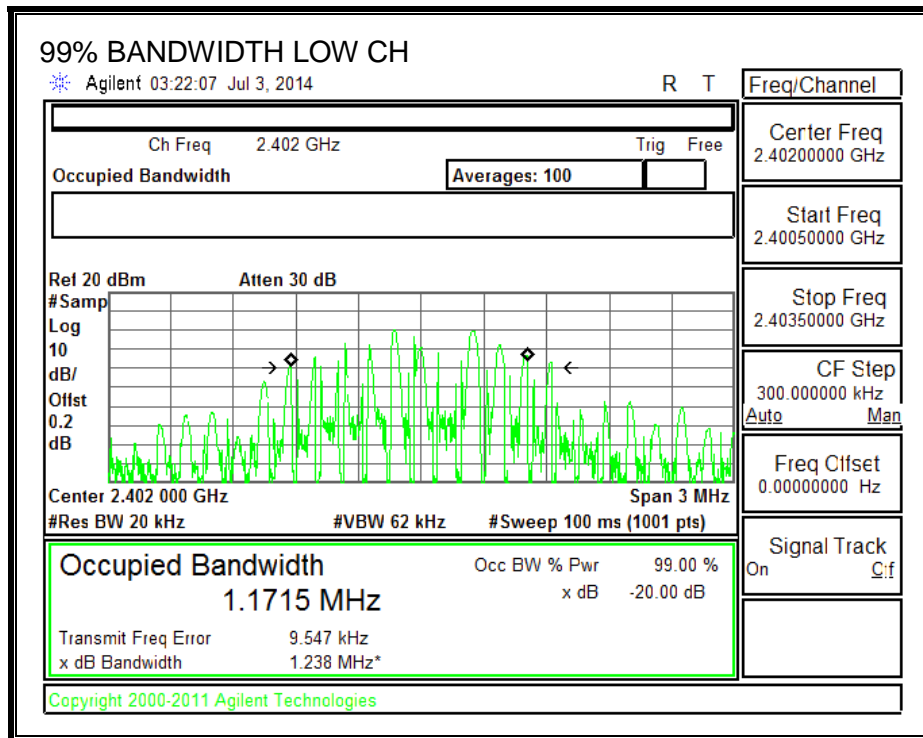 99% BANDWIDTH LOW CH
Agilent 03:22:07 Jul 3, 2014 R T
Freq/Channel
Ch Freq 2.402 GHz Trig Free
Occupied Bandwidth Averages: 100
Center Freq
2.40200000 GHz
Start Freq
2.40050000 GHz
Stop Freq
2.40350000 GHz
CF Step
300.000000 kHz
Auto Man
Freq Offset
0.00000000 Hz
Signal Track
On Off
Ref 20 dBm Atten 30 dB
#Samp
Log
10
dB/
Offst
0.2
dB
Center 2.402 000 GHz Span 3 MHz
#Res BW 20 kHz #VBW 62 kHz #Sweep 100 ms (1001 pts)
Occupied Bandwidth
1.1715 MHz
Occ BW % Pwr 99.00 %
x dB -20.00 dB
Transmit Freq Error 9.547 kHz
x dB Bandwidth 1.238 MHz*
Copyright 2000-2011 Agilent Technologies